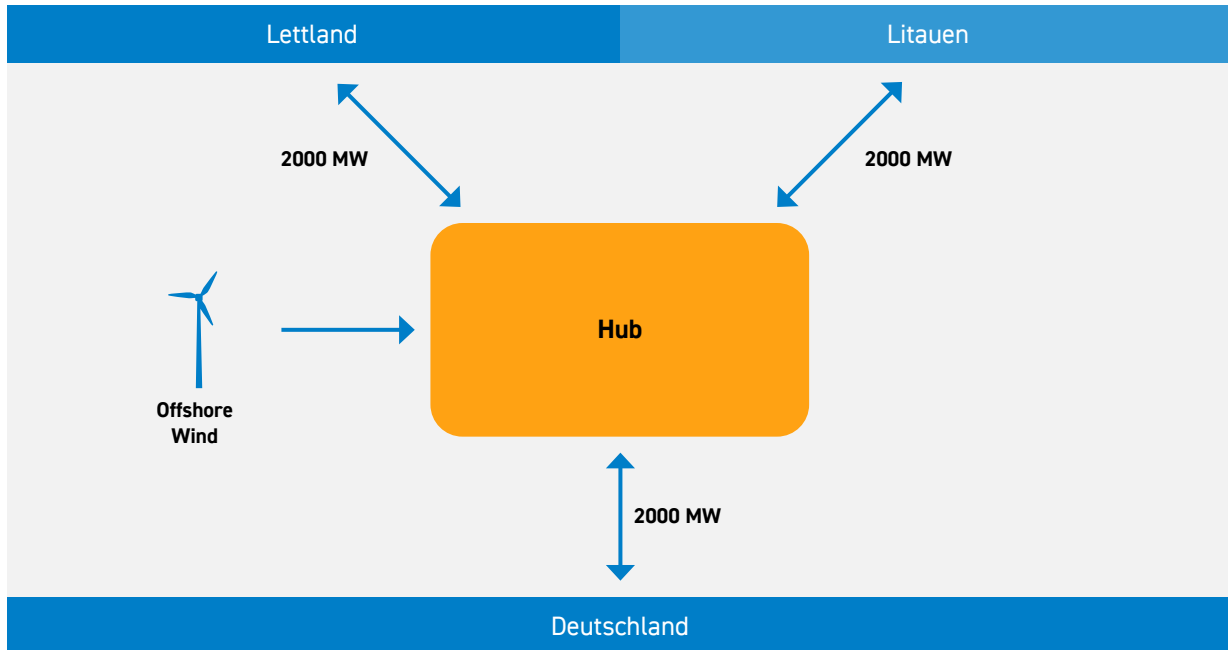 Lettland
Litauen
2000 MW
2000 MW
Hub
Offshore
Wind
2000 MW
Deutschland